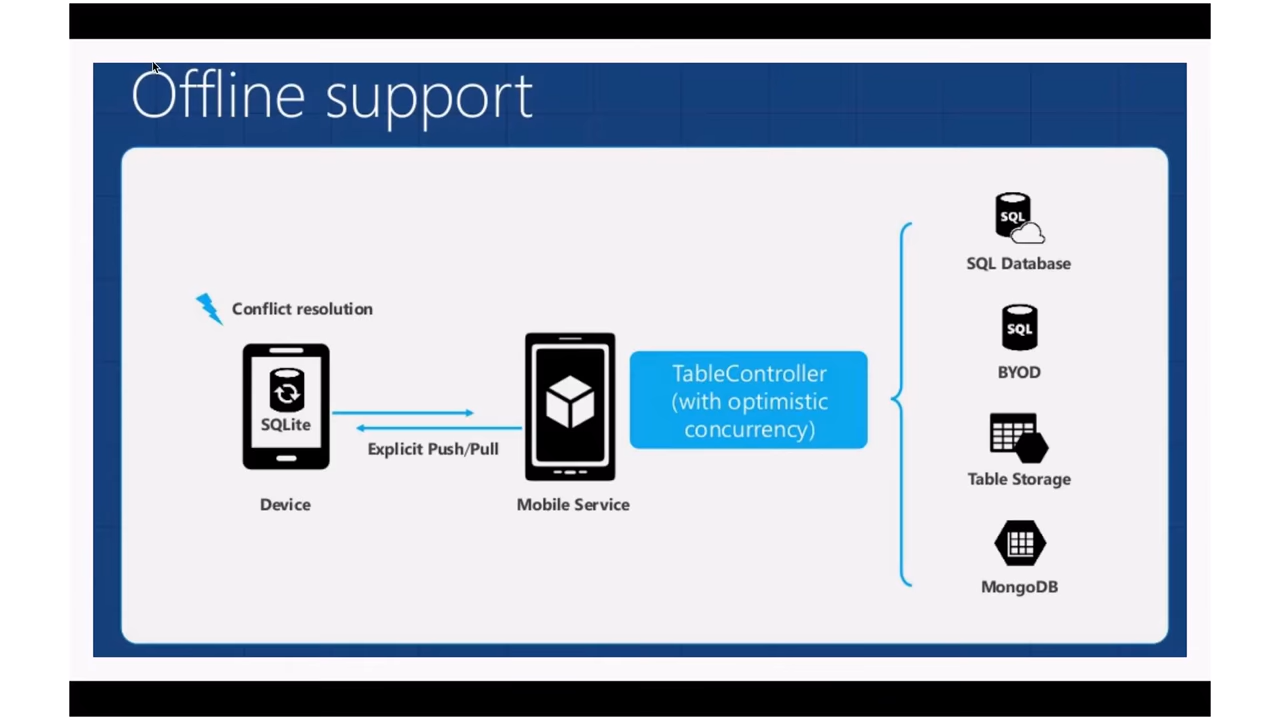 Offline support
Conflict resolution
SQLite
Device
Explicit Push/Pull
Mobile Service
TableController
(with optimistic
concurrency)
SQL
SQL Database
SQL
BYOD
Table Storage
MongoDB